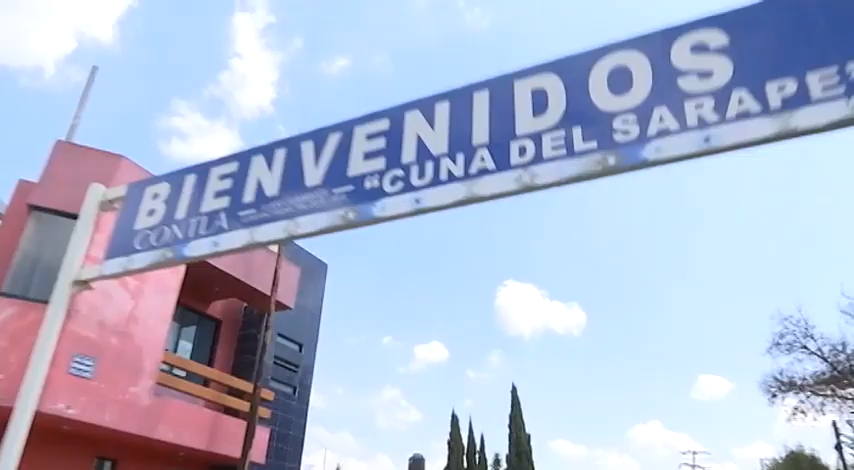 BIENVENIDOS
CONTLA
"CUNA DEL SARAPE"